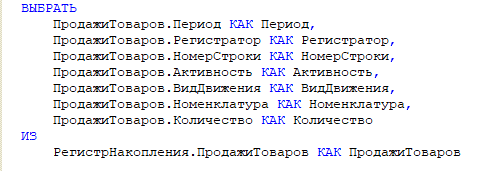 ВЫБРАТЬ
ПродажиТоваров.Период КАК Период,
ПродажиТоваров.Регистратор КАК Регистратор,
ПродажиТоваров.НомерСтроки КАК НомерСтроки,
ПродажиТоваров.Активность КАК Активность,
ПродажиТоваров.ВидДвижения КАК ВидДвижения,
ПродажиТоваров.Номенклатура КАК Номенклатура,
ПродажиТоваров.Количество КАК Количество
ИЗ
РегистрНакопления.ПродажиТоваров КАК ПродажиТоваров